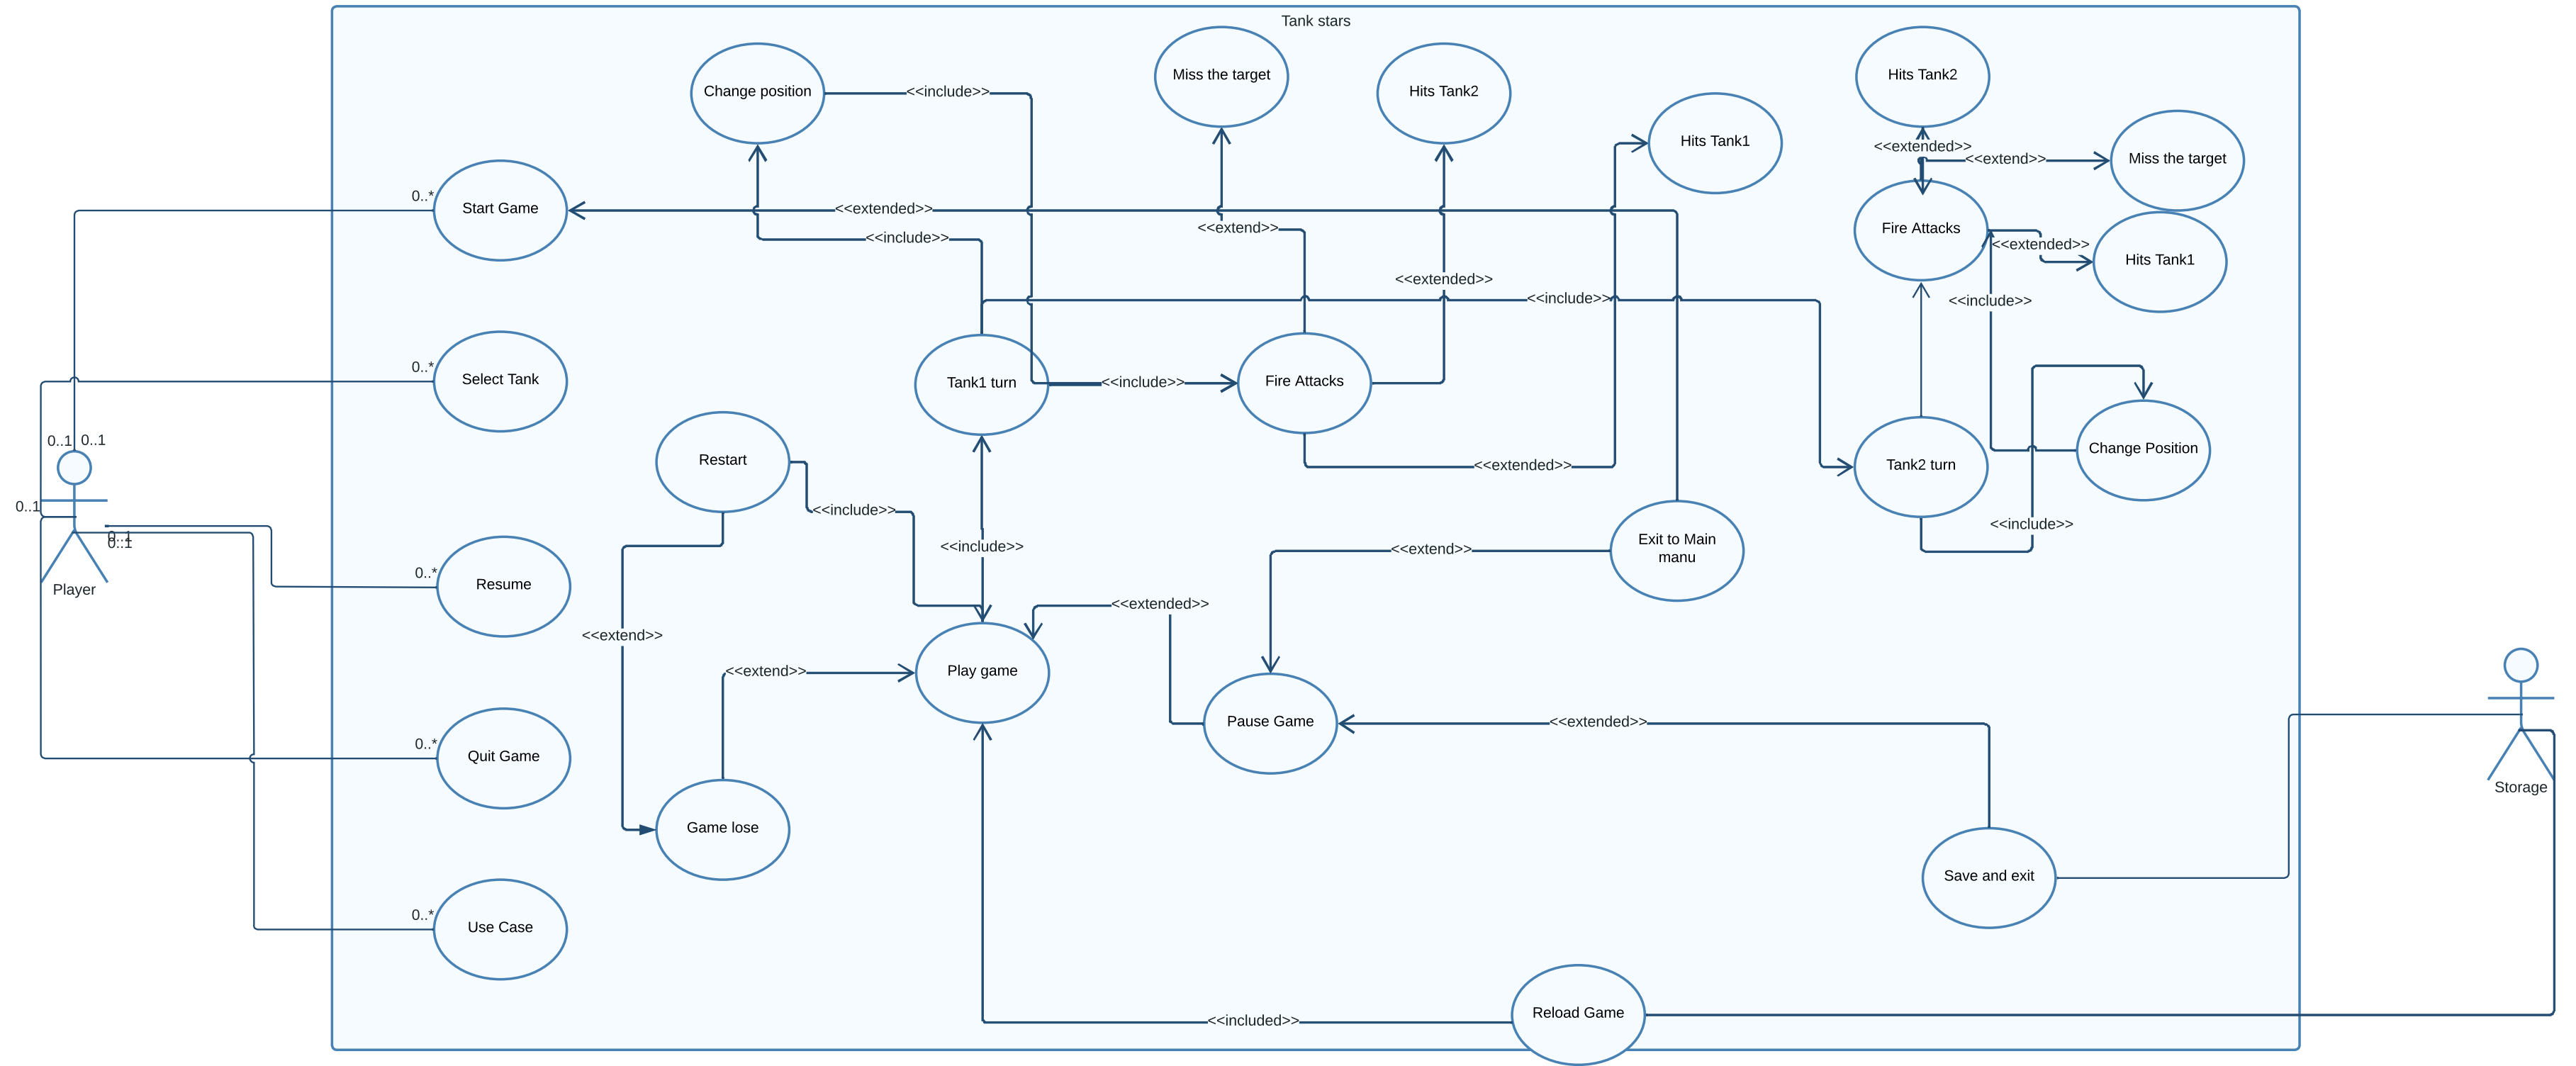 Tank stars
Miss the target
Hits Tank2
Hits Tank2
Change position
<<include>>
Hits Tank1
<<extended>>
<<extend>>
Miss the target
0..*
Start Game
<<extended>>
<<include>>
<<extend>>
Fire Attacks
<<extended>>
Hits Tank1
<<extended>>
<<include>>
<<include>>
0..*
Select Tank
Tank1 turn
<<include>>
Fire Attacks
0..1
0..1
Restart
<<extended>>
Tank2 turn
Change Position
0..1
<<include>>
<<include>>
0..1
0..1
<<include>>
<<extend>>
Exit to Main
manu
0..*
Resume
Player
<<extended>>
<<extend>>
<<extend>>
Play game
Pause Game
<<extended>>
0..*
Quit Game
Storage
Game lose
Save and exit
0..*
Use Case
<<included>>
Reload Game